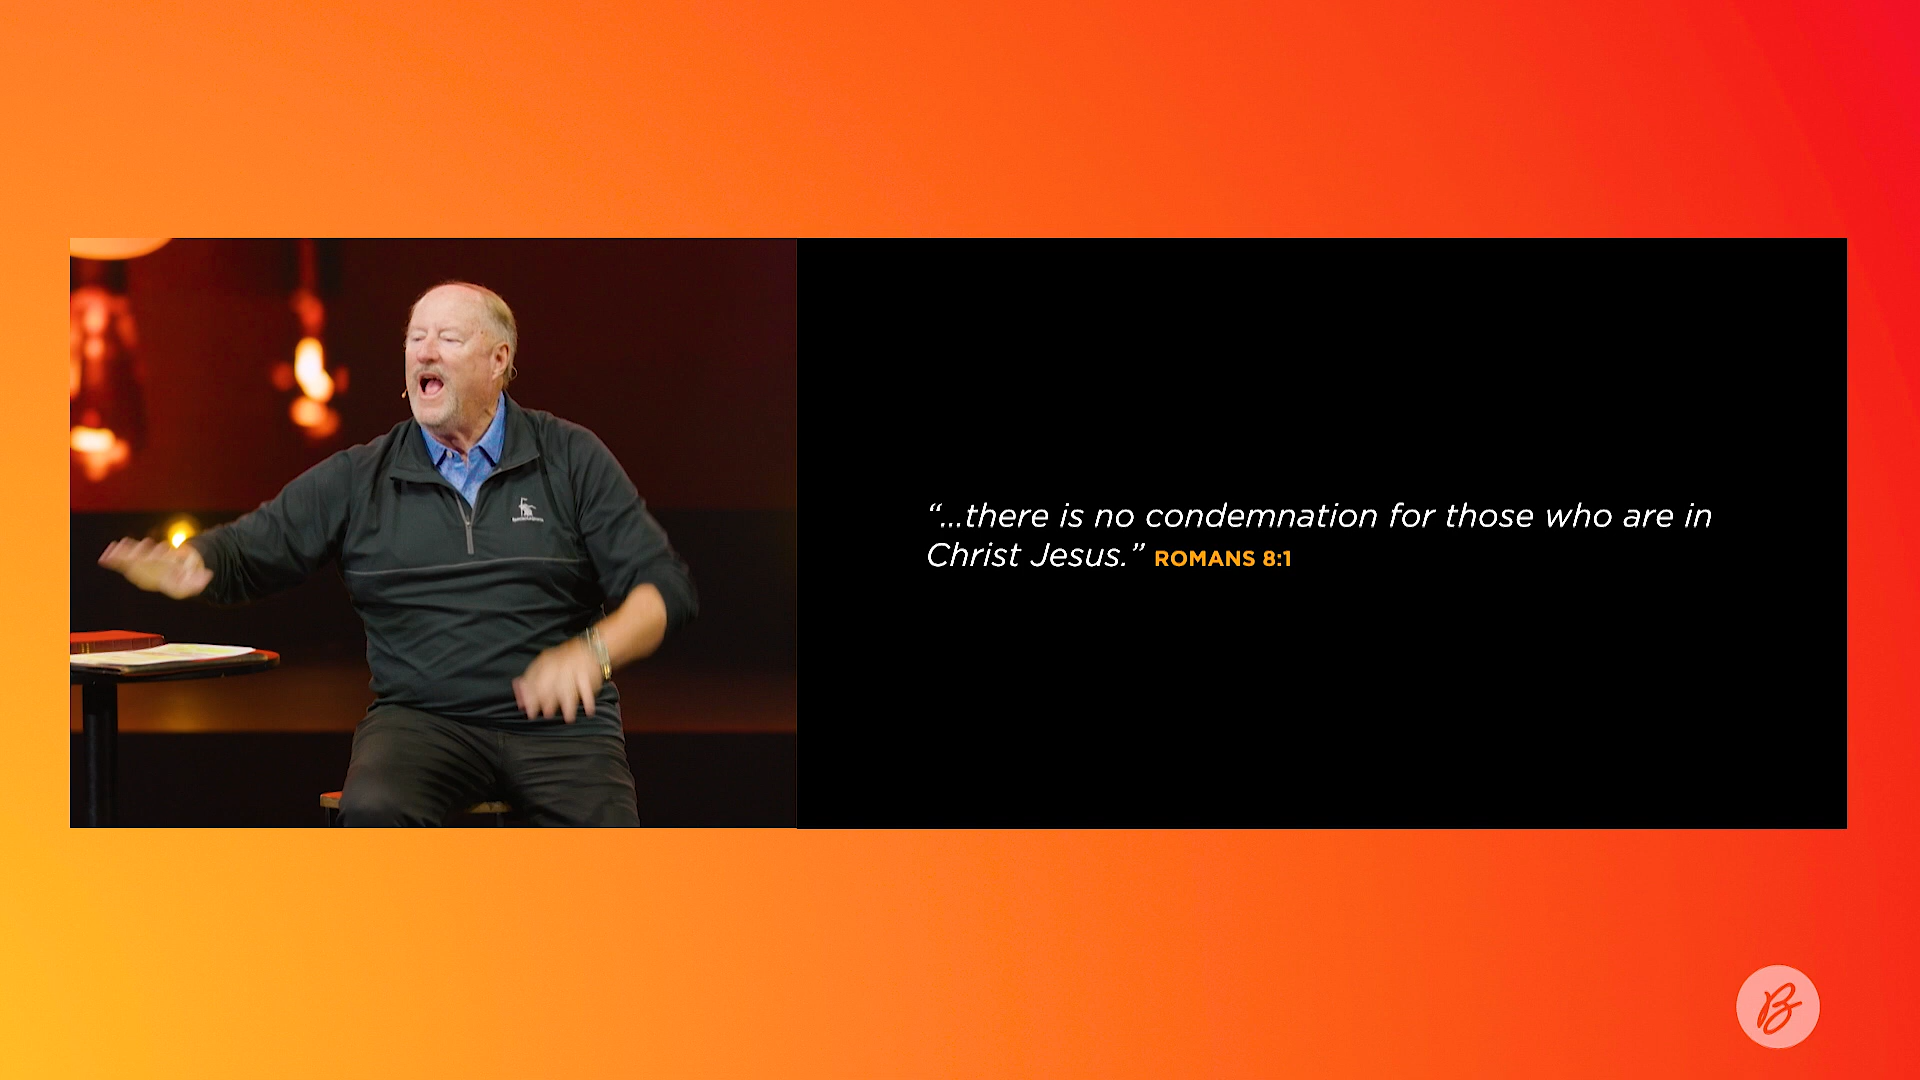 “...there is no condemnation for those who are in
Christ Jesus.” ROMANS 8:1
B